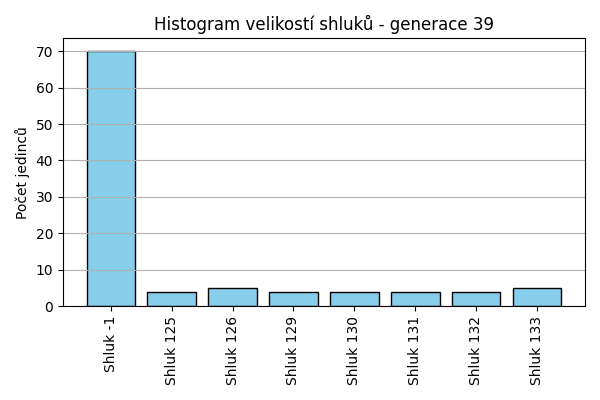 Histogram velikostí shluků - generace 39
Počet jedinců
70
60
50
40
30
20
10
0
Shluk -1
Shluk 125
Shluk 126
Shluk 129
Shluk 130
Shluk 131
Shluk 132
Shluk 133